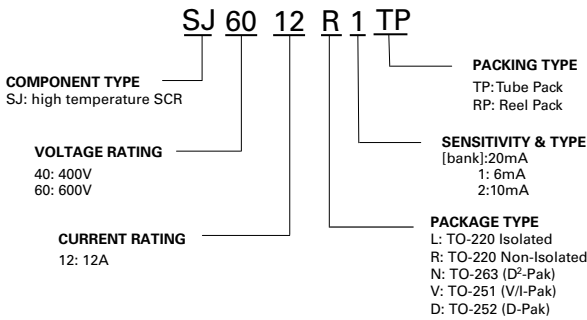 SJ 60 12 R 1 TP
COMPONENT TYPE
SJ: high temperature SCR
VOLTAGE RATING
40: 400V
60: 600V
CURRENT RATING
12: 12A
PACKING TYPE
TP: Tube Pack
RP: Reel Pack
SENSITIVITY & TYPE
[bank]:20mA
1: 6mA
2:10mA
PACKAGE TYPE
L: TO-220 Isolated
R: TO-220 Non-Isolated
N: TO-263 (D²-Pak)
V: TO-251 (V/I-Pak)
D: TO-252 (D-Pak)